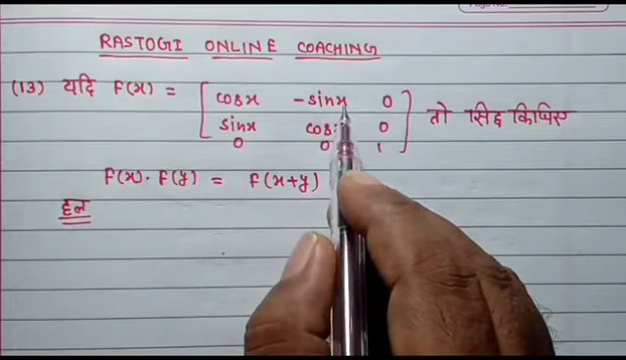 RASTOGI ONLINE COACHING
(13) यदि F(x) = [ cosx -sinx 0
sinx cos 0
0 0 1 ] तो सिद्ध कीजिए
F(x). F(y) = F(x+y)
हल